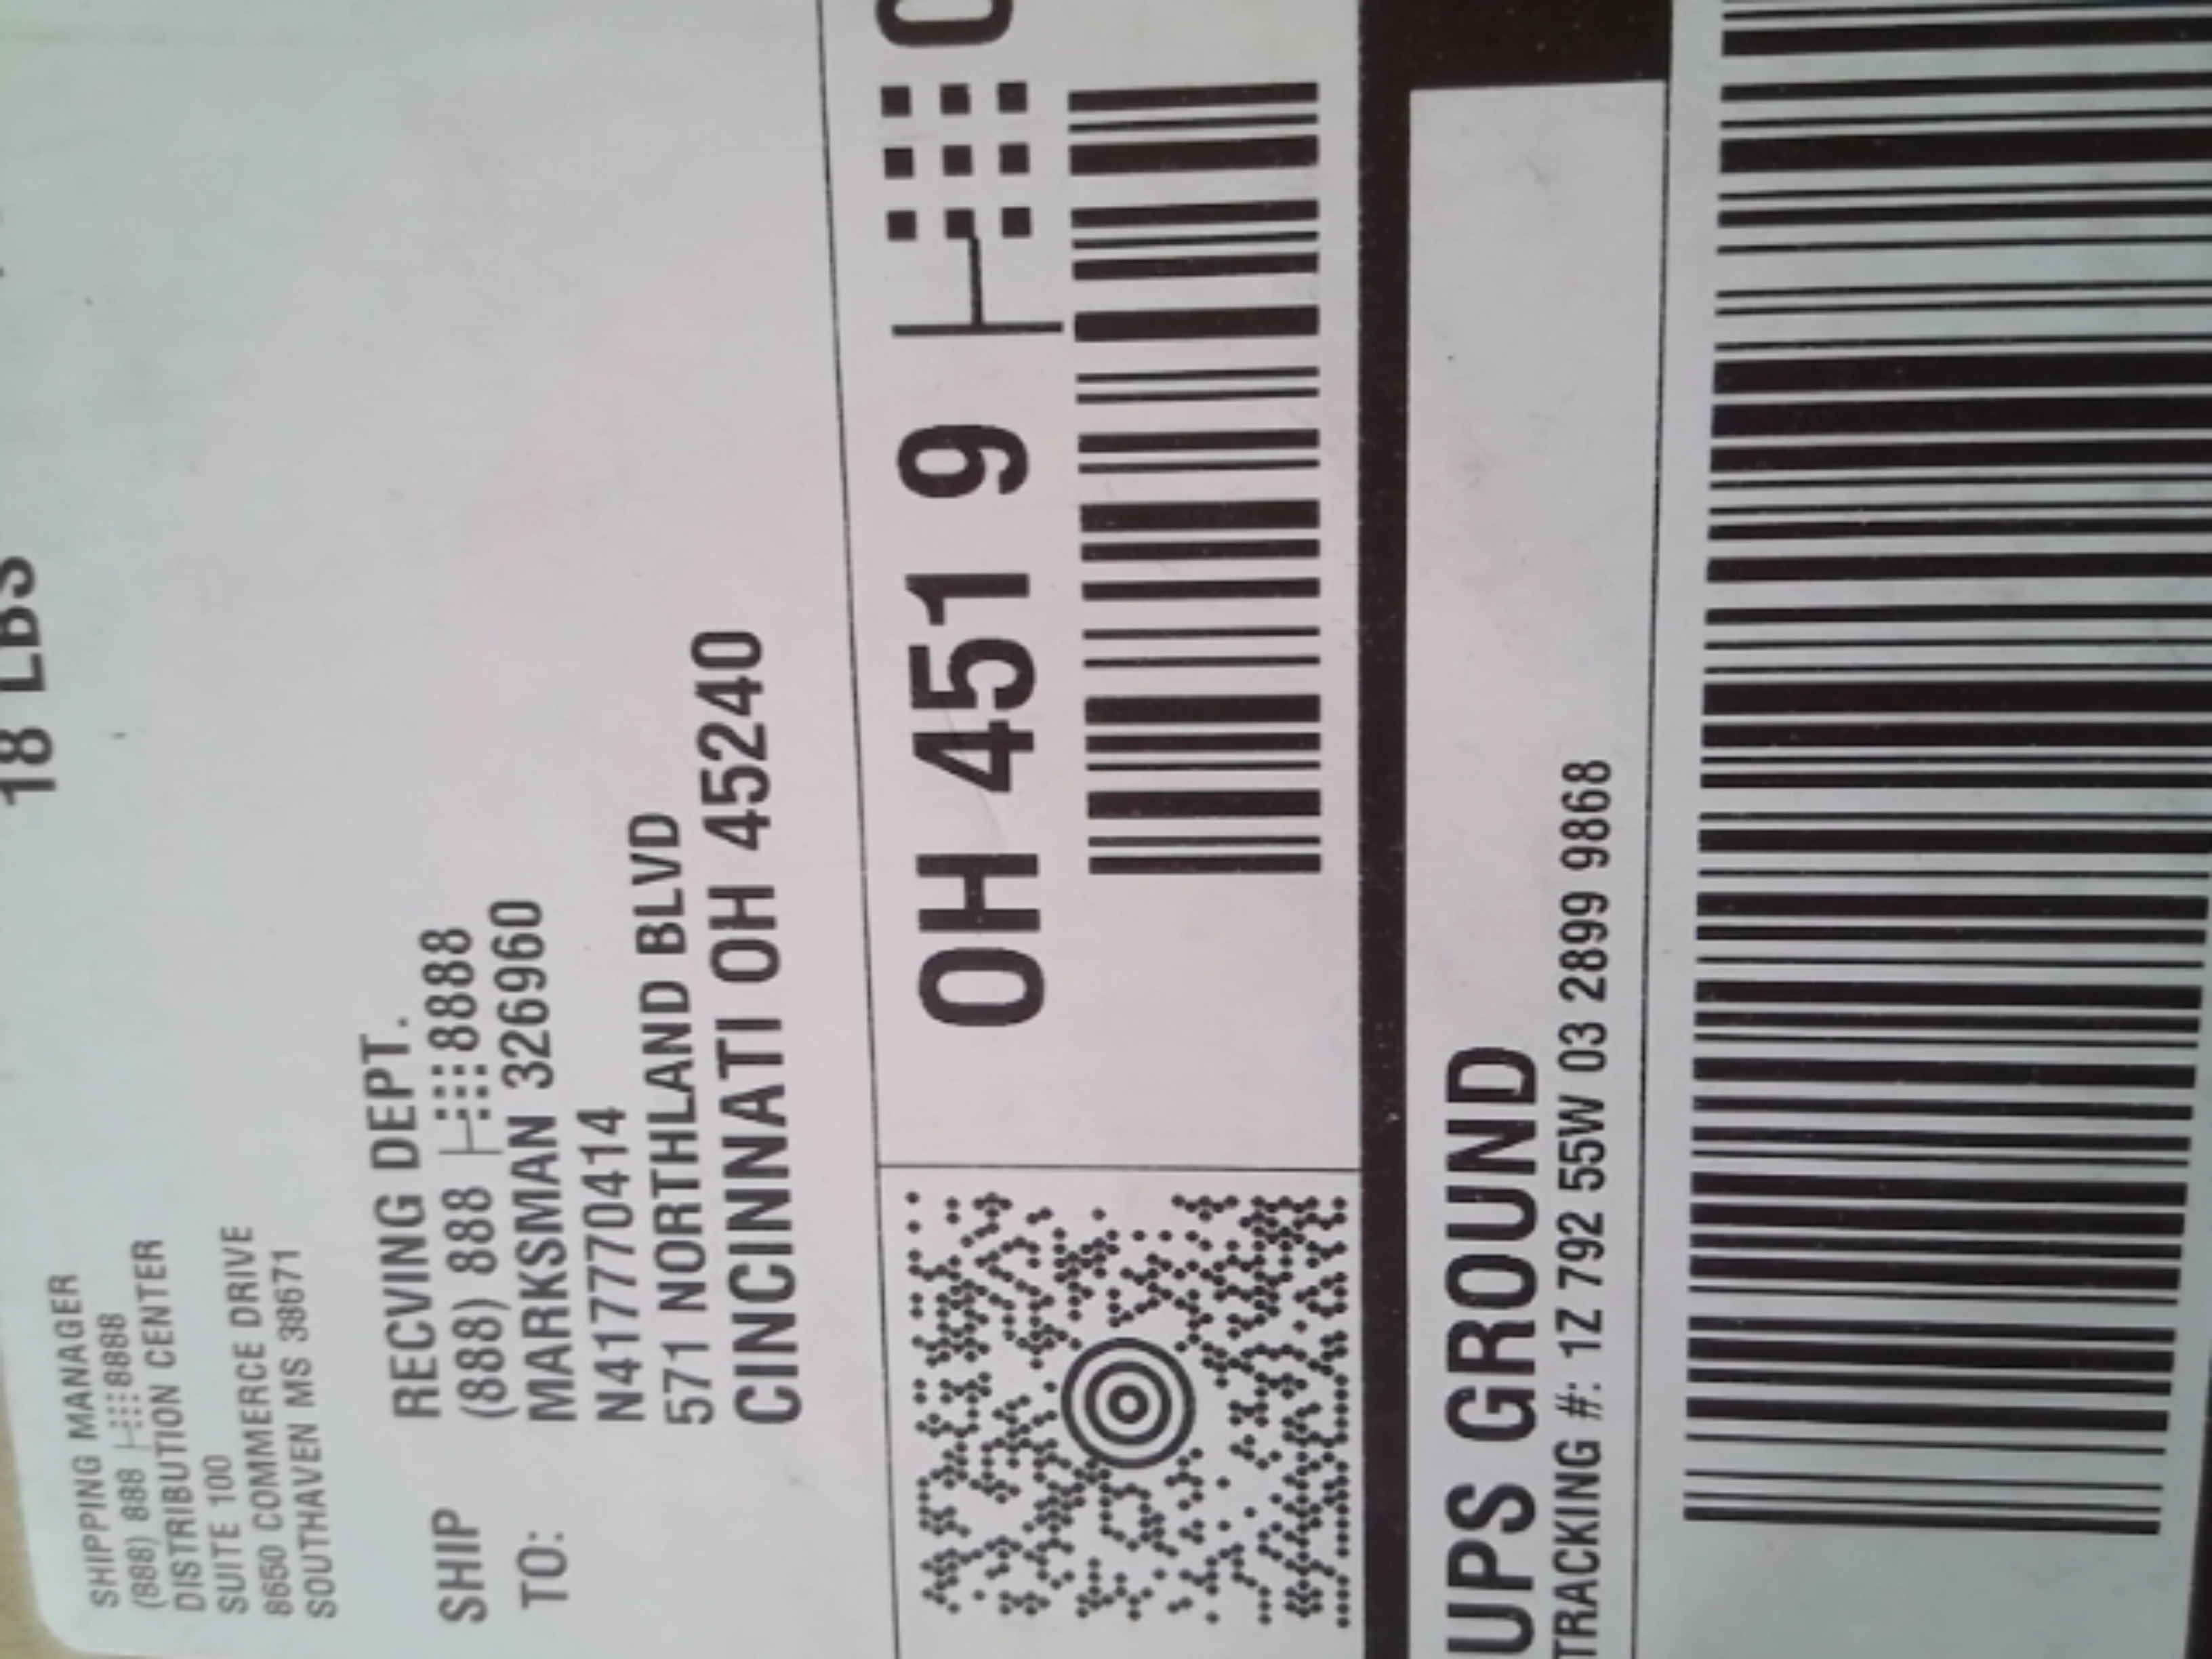 18 LBS
SHIPPING MANAGER
(888) 888 8888
DISTRIBUTION CENTER
SUITE 100
8650 COMMERCE DRIVE
SOUTHAVEN MS 38671
SHIP TO:
RECVING DEPT.
(888) 888 8888
MARKSMAN 326960
N417770414
571 NORTHLAND BLVD
CINCINNATI OH 45240
OH 451 9
UPS GROUND
TRACKING #: 1Z 792 55W 03 2899 9868